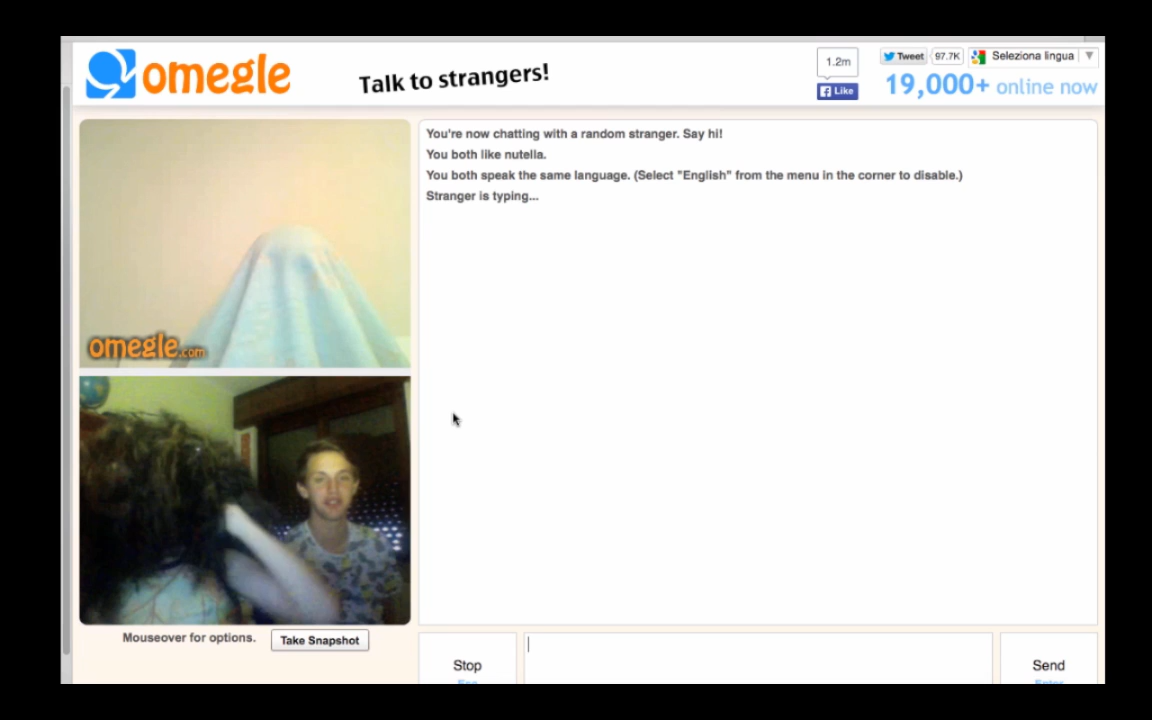 omegle
Talk to strangers!
1.2m
Like
Tweet
97.7K
Seleziona lingua
19,000+ online now
omegle.com
You're now chatting with a random stranger. Say hi!
You both like nutella.
You both speak the same language. (Select "English" from the menu in the corner to disable.)
Stranger is typing...
Mouseover for options.
Take Snapshot
Stop
Esc
Send
Enter